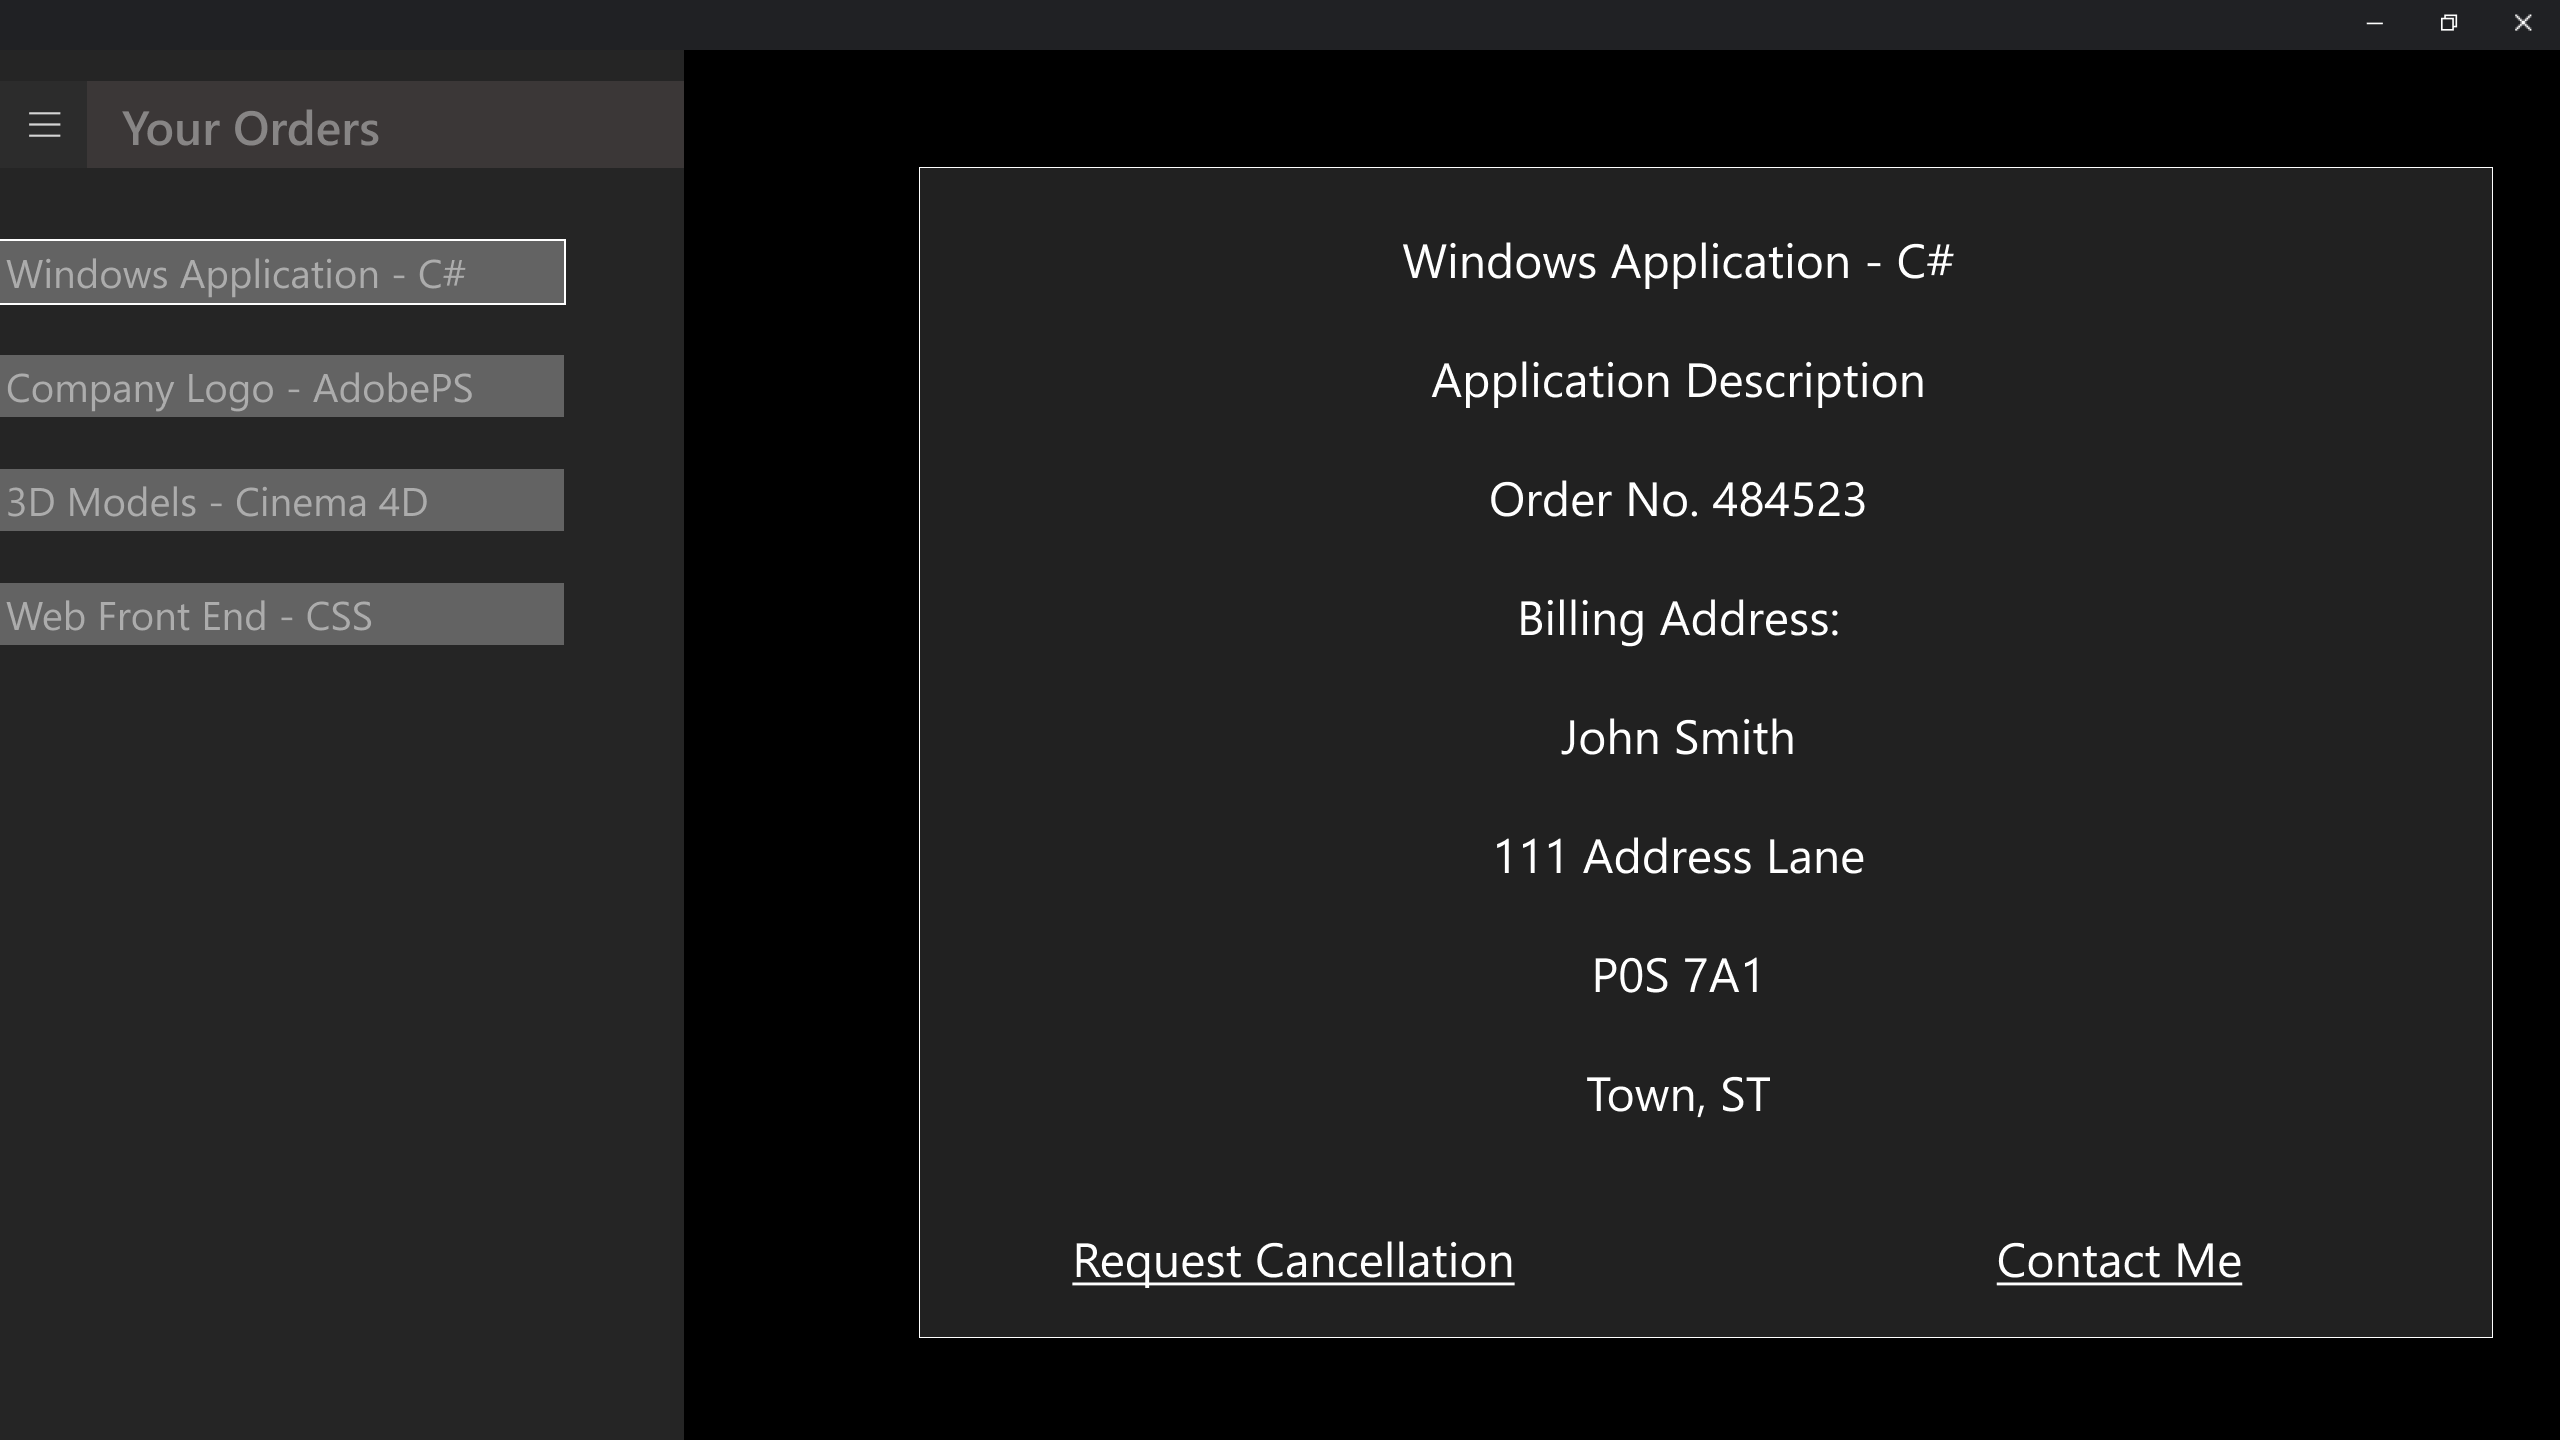 Your Orders
Windows Application - C#
Company Logo - AdobePS
3D Models - Cinema 4D
Web Front End - CSS
Windows Application - C#
Application Description
Order No. 484523
Billing Address:
John Smith
111 Address Lane
P0S 7A1
Town, ST
Request Cancellation
Contact Me